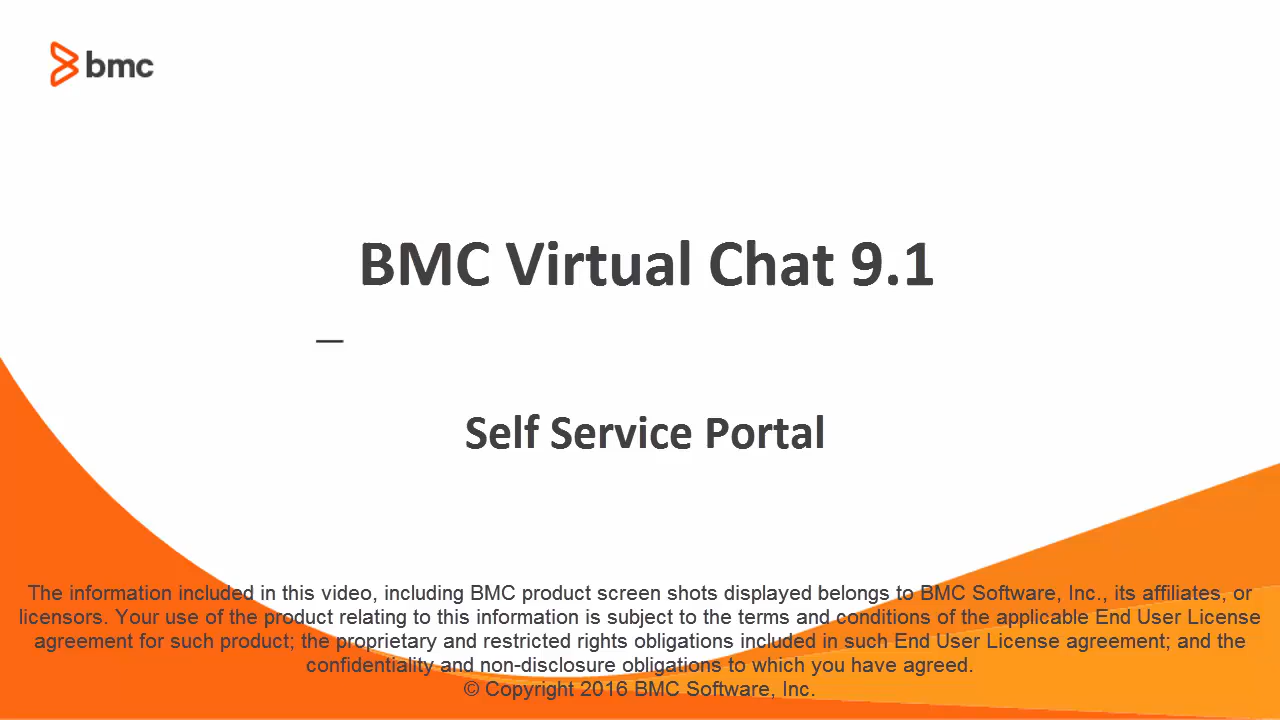 bmc
BMC Virtual Chat 9.1
—
Self Service Portal
The information included in this video, including BMC product screen shots displayed belongs to BMC Software, Inc., its affiliates, or
licensors. Your use of the product relating to this information is subject to the terms and conditions of the applicable End User License
agreement for such product; the proprietary and restricted rights obligations included in such End User License agreement; and the
confidentiality and non-disclosure obligations to which you have agreed.
© Copyright 2016 BMC Software, Inc.